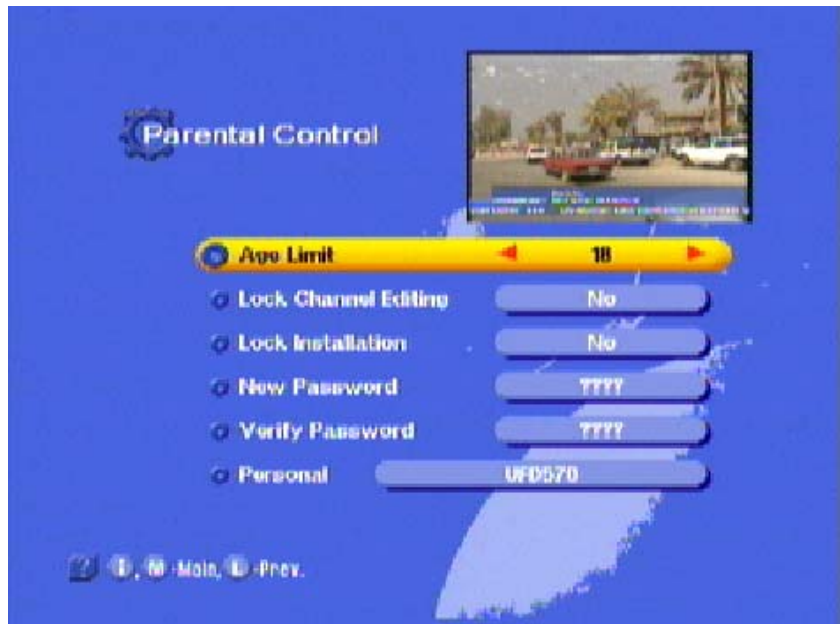 Parental Control
Age Limit 18
Lock Channel Editing No
Lock Installation No
New Password ????
Verify Password ????
Personal UFD570
i, M -Main, L -Prev.